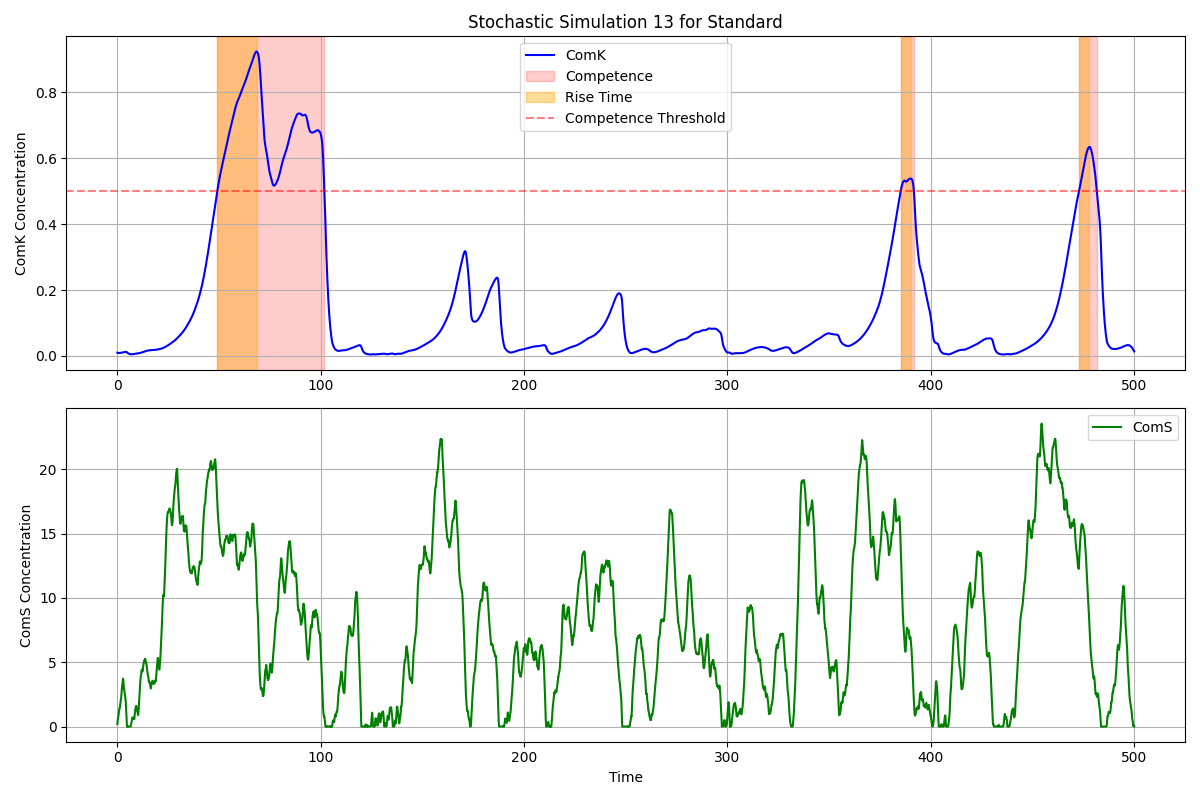 Stochastic Simulation 13 for Standard
ComK Concentration
0.8
0.6
0.4
0.2
0.0
ComK
Competence
Rise Time
Competence Threshold
0 100 200 300 400 500
ComS Concentration
20
15
10
5
0
ComS
0 100 200 300 400 500
Time